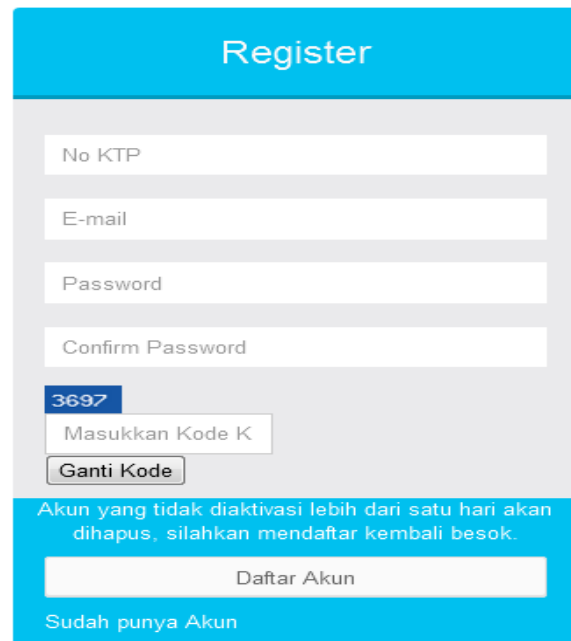 Register
No KTP
E-mail
Password
Confirm Password
3697
Masukkan Kode K
Ganti Kode
Akun yang tidak diaktivasi lebih dari satu hari akan
dihapus, silahkan mendaftar kembali besok.
Daftar Akun
Sudah punya Akun